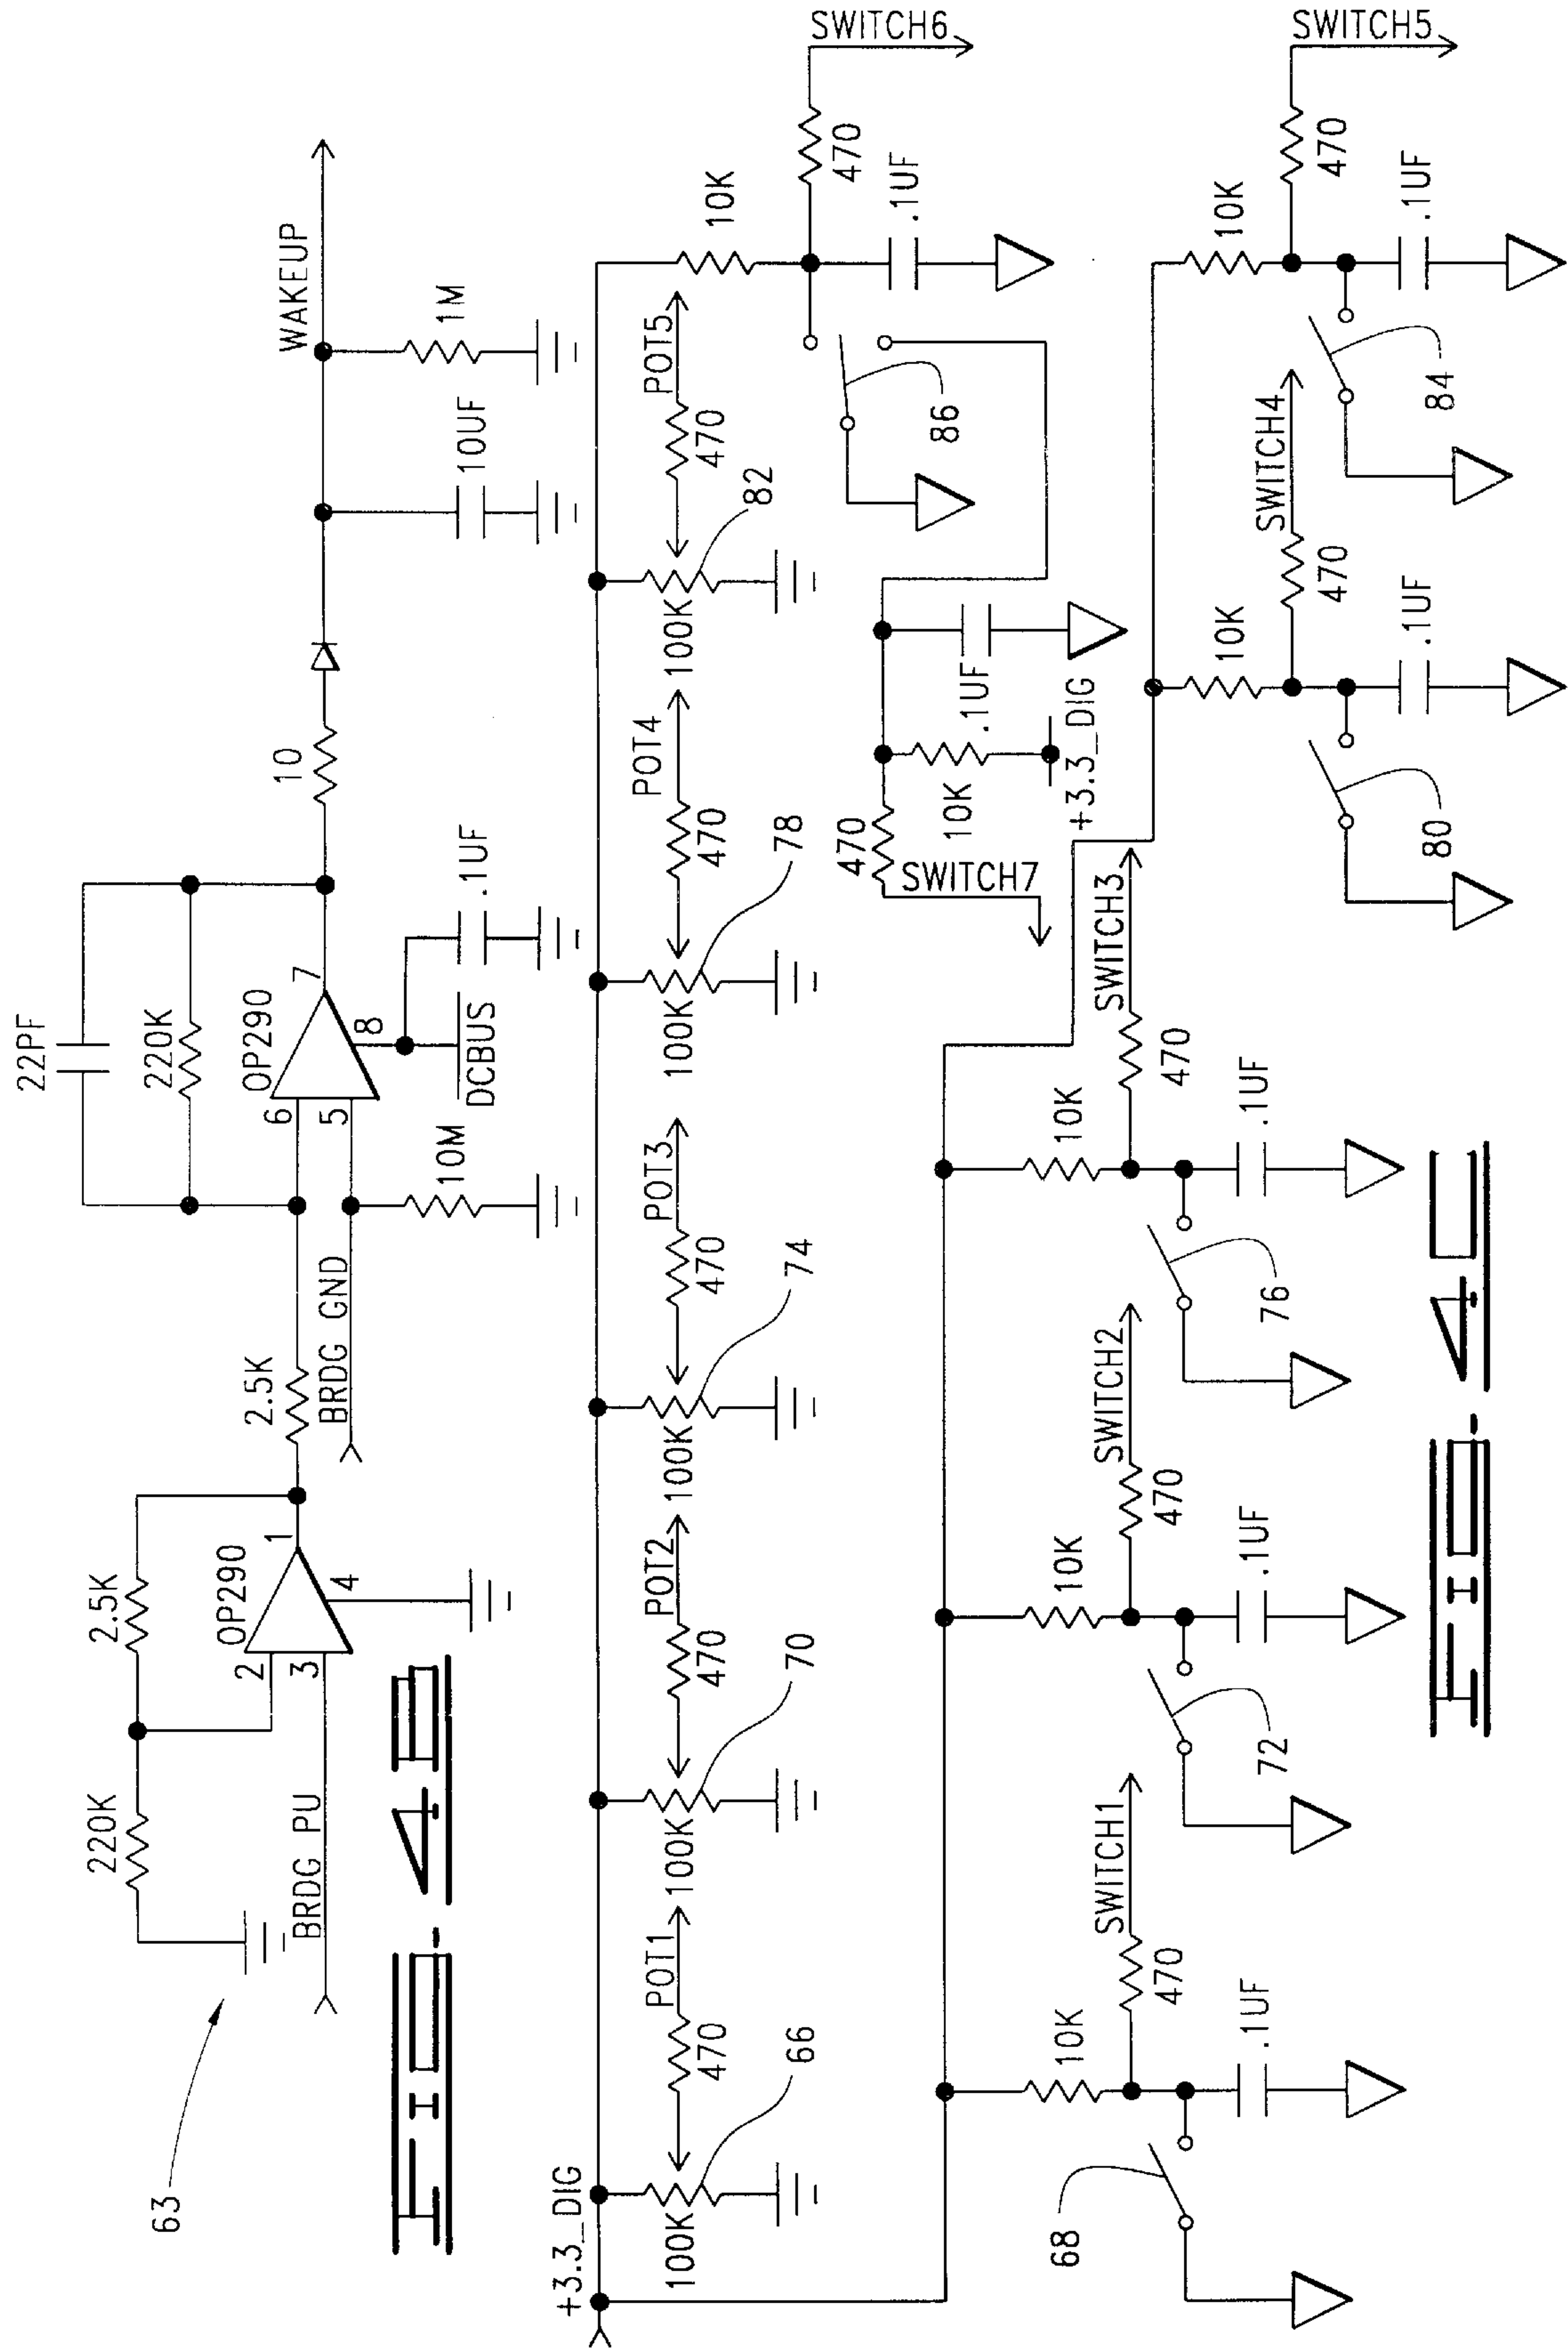 63
220K
2.5K
OP290
2
3
1
4
BRDG PU
2.5K
BRDG GND
22PF
220K
OP290
6
5
7
8
10M
DCBUS
.1UF
10
10UF
1M
WAKEUP
Fig. 4B
+3.3_DIG
100K
66
470
POT1
100K
70
470
POT2
100K
74
470
POT3
100K
78
470
POT4
100K
82
470
POT5
10K
470
SWITCH6
.1UF
86
470
SWITCH7
10K
.1UF
+3.3_DIG
68
10K
470
SWITCH1
.1UF
72
10K
470
SWITCH2
.1UF
76
10K
470
SWITCH3
.1UF
80
10K
470
SWITCH4
.1UF
84
10K
470
SWITCH5
.1UF
Fig. 4C